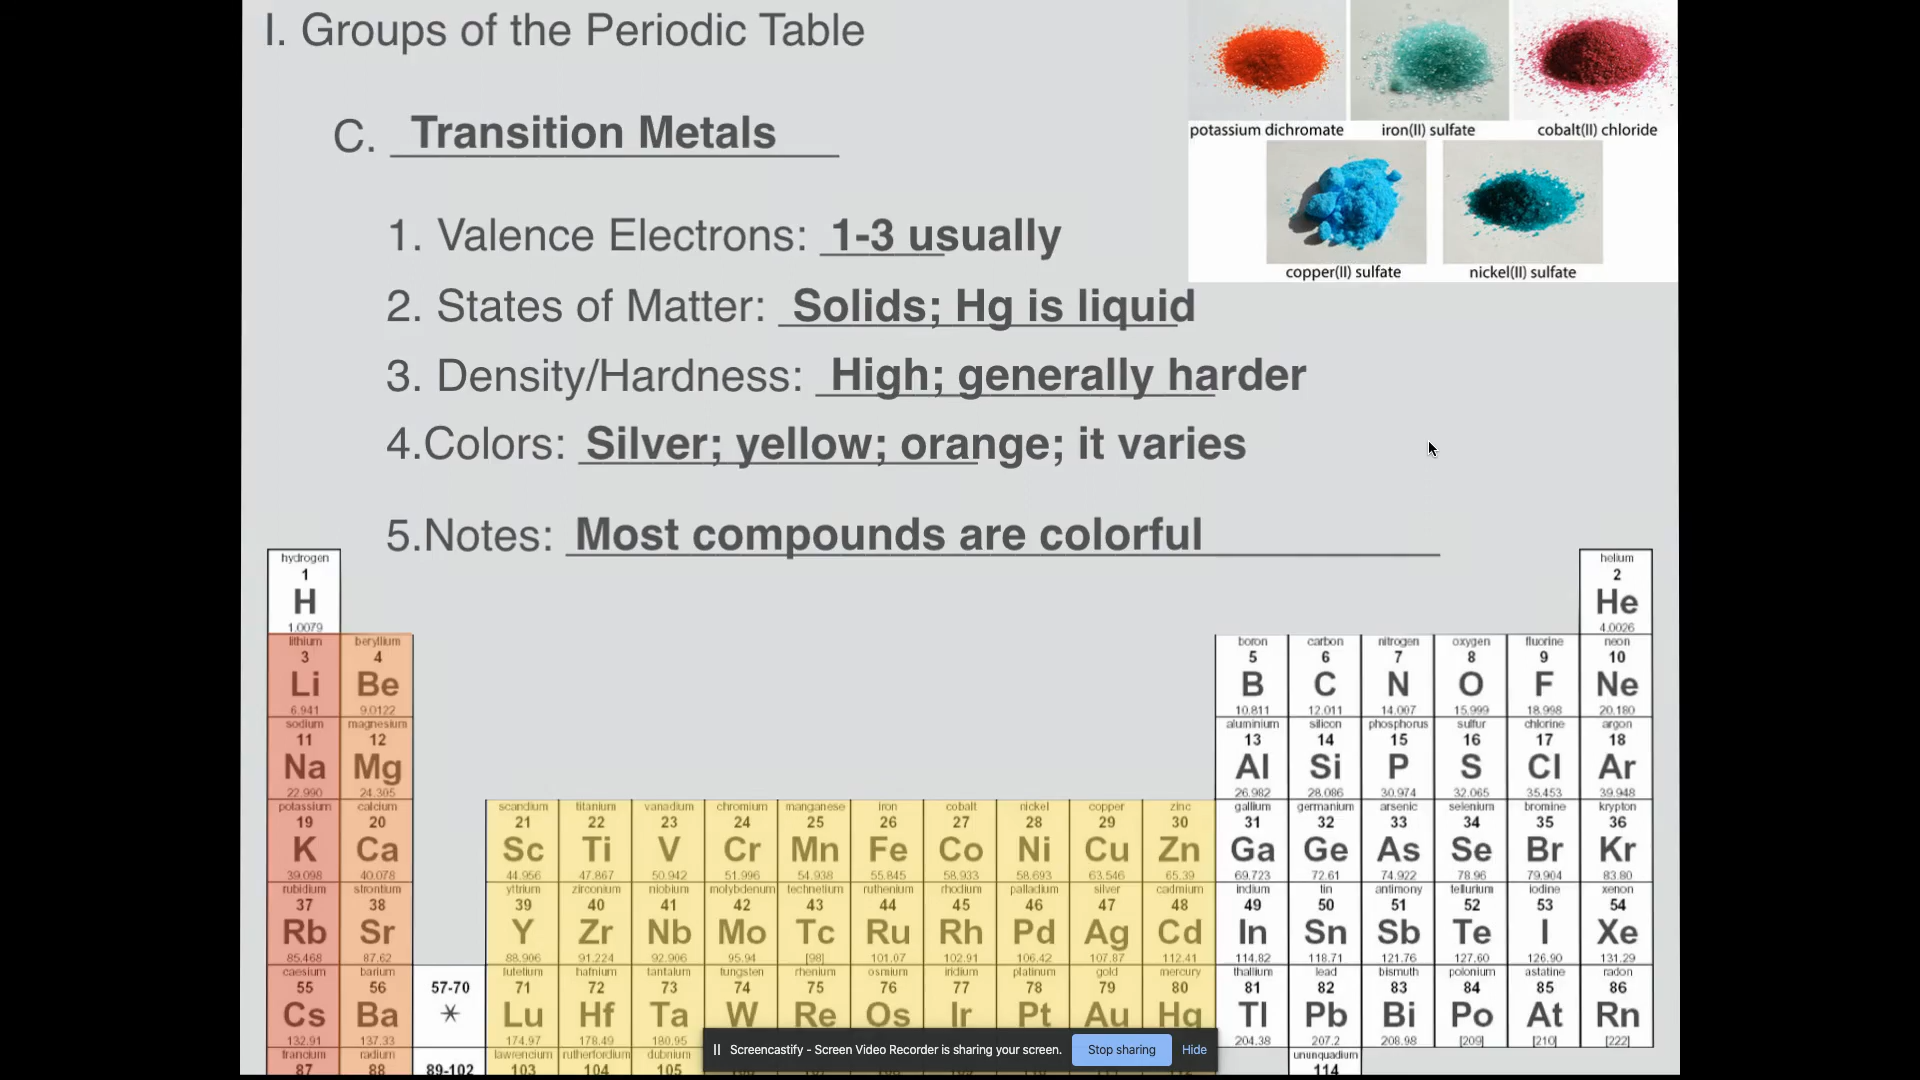 I. Groups of the Periodic Table
C. Transition Metals
1. Valence Electrons: 1-3 usually
2. States of Matter: Solids; Hg is liquid
3. Density/Hardness: High; generally harder
4.Colors: Silver; yellow; orange; it varies
5.Notes: Most compounds are colorful
potassium dichromate iron(II) sulfate cobalt(II) chloride
copper(II) sulfate nickel(II) sulfate
hydrogen helium
1 2
H He
1.0079 4.0026
lithium beryllium boron carbon nitrogen oxygen fluorine neon
3 4 5 6 7 8 9 10
Li Be B C N O F Ne
6.941 9.0122 10.811 12.011 14.007 15.999 18.998 20.180
sodium magnesium aluminium silicon phosphorus sulfur chlorine argon
11 12 13 14 15 16 17 18
Na Mg Al Si P S Cl Ar
22.990 24.305 26.982 28.086 30.974 32.065 35.453 39.948
potassium calcium scandium titanium vanadium chromium manganese iron cobalt nickel copper zinc gallium germanium arsenic selenium bromine krypton
19 20 21 22 23 24 25 26 27 28 29 30 31 32 33 34 35 36
K Ca Sc Ti V Cr Mn Fe Co Ni Cu Zn Ga Ge As Se Br Kr
39.098 40.078 44.956 47.867 50.942 51.996 54.938 55.845 58.933 58.693 63.546 65.39 69.723 72.61 74.922 78.96 79.904 83.80
rubidium strontium yttrium zirconium niobium molybdenum technetium ruthenium rhodium palladium silver cadmium indium tin antimony tellurium iodine xenon
37 38 39 40 41 42 43 44 45 46 47 48 49 50 51 52 53 54
Rb Sr Y Zr Nb Mo Tc Ru Rh Pd Ag Cd In Sn Sb Te I Xe
85.468 87.62 88.906 91.224 92.906 95.94 [98] 101.07 102.91 106.42 107.87 112.41 114.82 118.71 121.76 127.60 126.90 131.29
caesium barium lutetium hafnium tantalum tungsten rhenium osmium iridium platinum gold mercury thallium lead bismuth polonium astatine radon
55 56 57-70 71 72 73 74 75 76 77 78 79 80 81 82 83 84 85 86
Cs Ba * Lu Hf Ta W Re Os Ir Pt Au Hg Tl Pb Bi Po At Rn
132.91 137.33 174.97 178.49 180.95 204.38 207.2 208.98 [209] [210] [222]
francium radium lawrencium rutherfordium dubnium ununquadium
87 88 89-102 103 104 105 114
Screencastify - Screen Video Recorder is sharing your screen. Stop sharing Hide